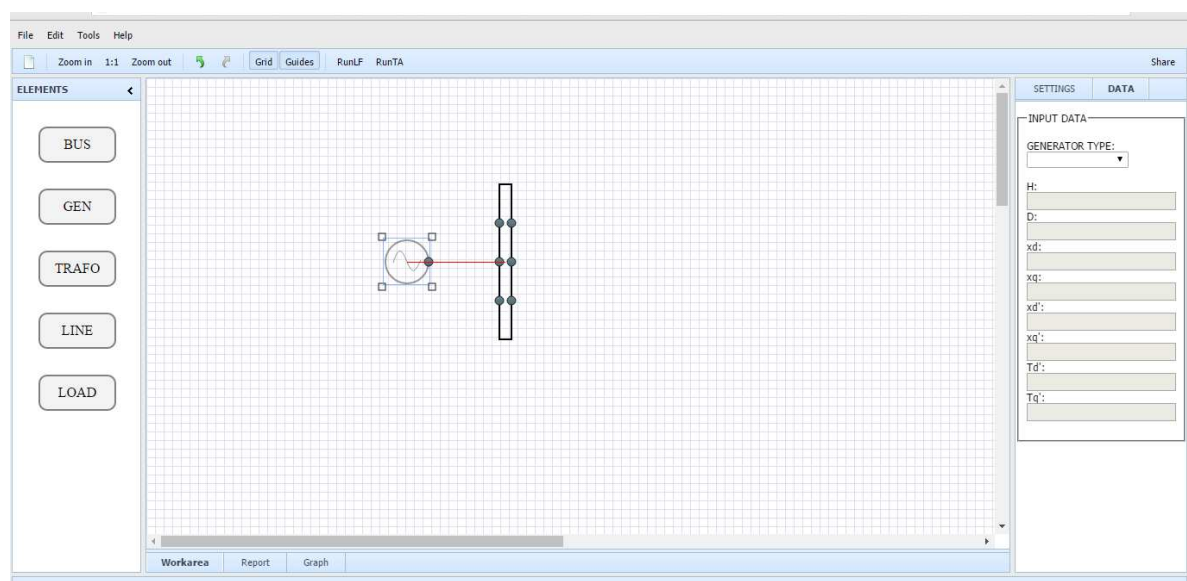 File Edit Tools Help
Zoom in 1:1 Zoom out Grid Guides RunLF RunTA Share
ELEMENTS
BUS
GEN
TRAFO
LINE
LOAD
SETTINGS DATA
INPUT DATA
GENERATOR TYPE:
H:
D:
xd:
xq:
xd':
xq':
Td':
Tq':
Workarea Report Graph